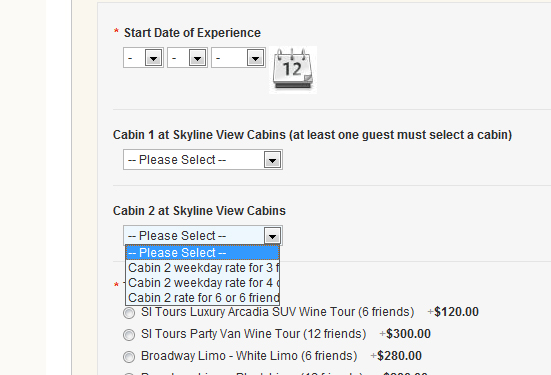 * Start Date of Experience
- - -
12
Cabin 1 at Skyline View Cabins (at least one guest must select a cabin)
-- Please Select --
Cabin 2 at Skyline View Cabins
-- Please Select --
-- Please Select --
Cabin 2 weekday rate for 3 f
Cabin 2 weekday rate for 4
Cabin 2 rate for 6 or 6 friend
*
SI Tours Luxury Arcadia SUV Wine Tour (6 friends) +$120.00
SI Tours Party Van Wine Tour (12 friends) +$300.00
Broadway Limo - White Limo (6 friends) +$280.00